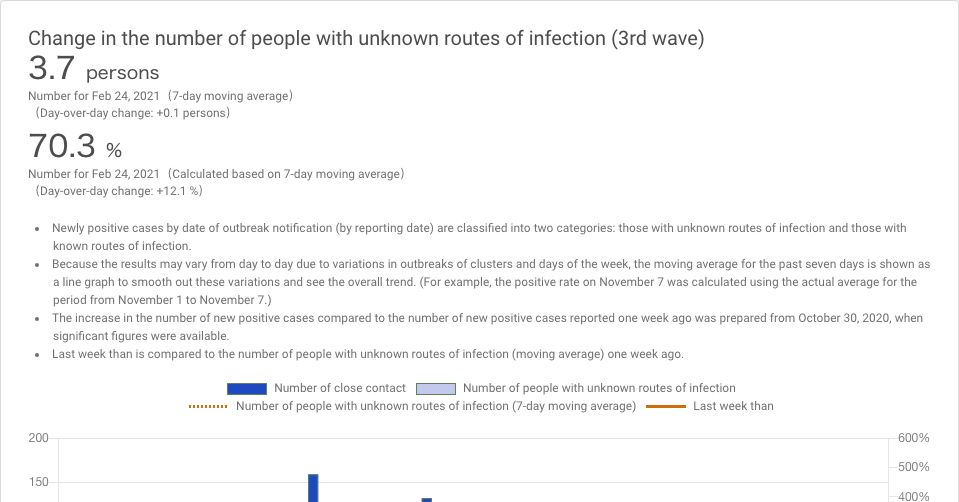 Change in the number of people with unknown routes of infection (3rd wave)
3.7 persons
Number for Feb 24, 2021（7-day moving average）
（Day-over-day change: +0.1 persons）
70.3 %
Number for Feb 24, 2021（Calculated based on 7-day moving average）
（Day-over-day change: +12.1 %）
• Newly positive cases by date of outbreak notification (by reporting date) are classified into two categories: those with unknown routes of infection and those with
known routes of infection.
• Because the results may vary from day to day due to variations in outbreaks of clusters and days of the week, the moving average for the past seven days is shown as
a line graph to smooth out these variations and see the overall trend. (For example, the positive rate on November 7 was calculated using the actual average for the
period from November 1 to November 7.)
• The increase in the number of new positive cases compared to the number of new positive cases reported one week ago was prepared from October 30, 2020, when
significant figures were available.
• Last week than is compared to the number of people with unknown routes of infection (moving average) one week ago.
Number of close contact Number of people with unknown routes of infection
Number of people with unknown routes of infection (7-day moving average) Last week than
200 600%
500%
150
400%